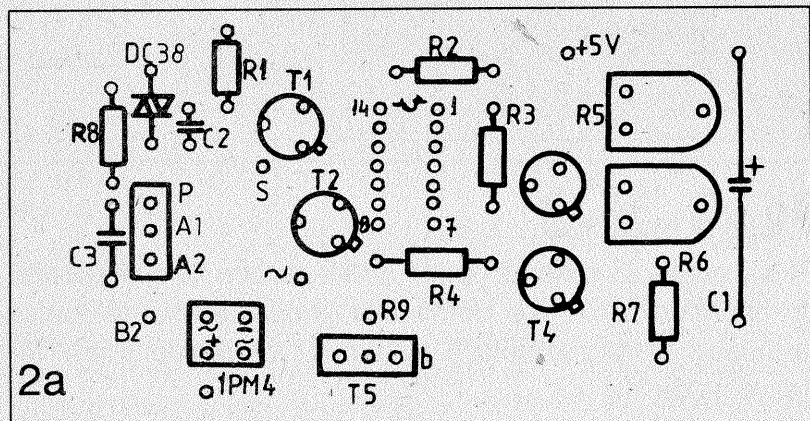 DC38
R1
R2
+5V
T1
14
1
R3
R5
R8
C2
S
T2
P
A1
A2
C3
8
7
+
~
R4
R6
R9
T4
R7
C1
B2
~
-
+
~
1PM4
b
T5
2a